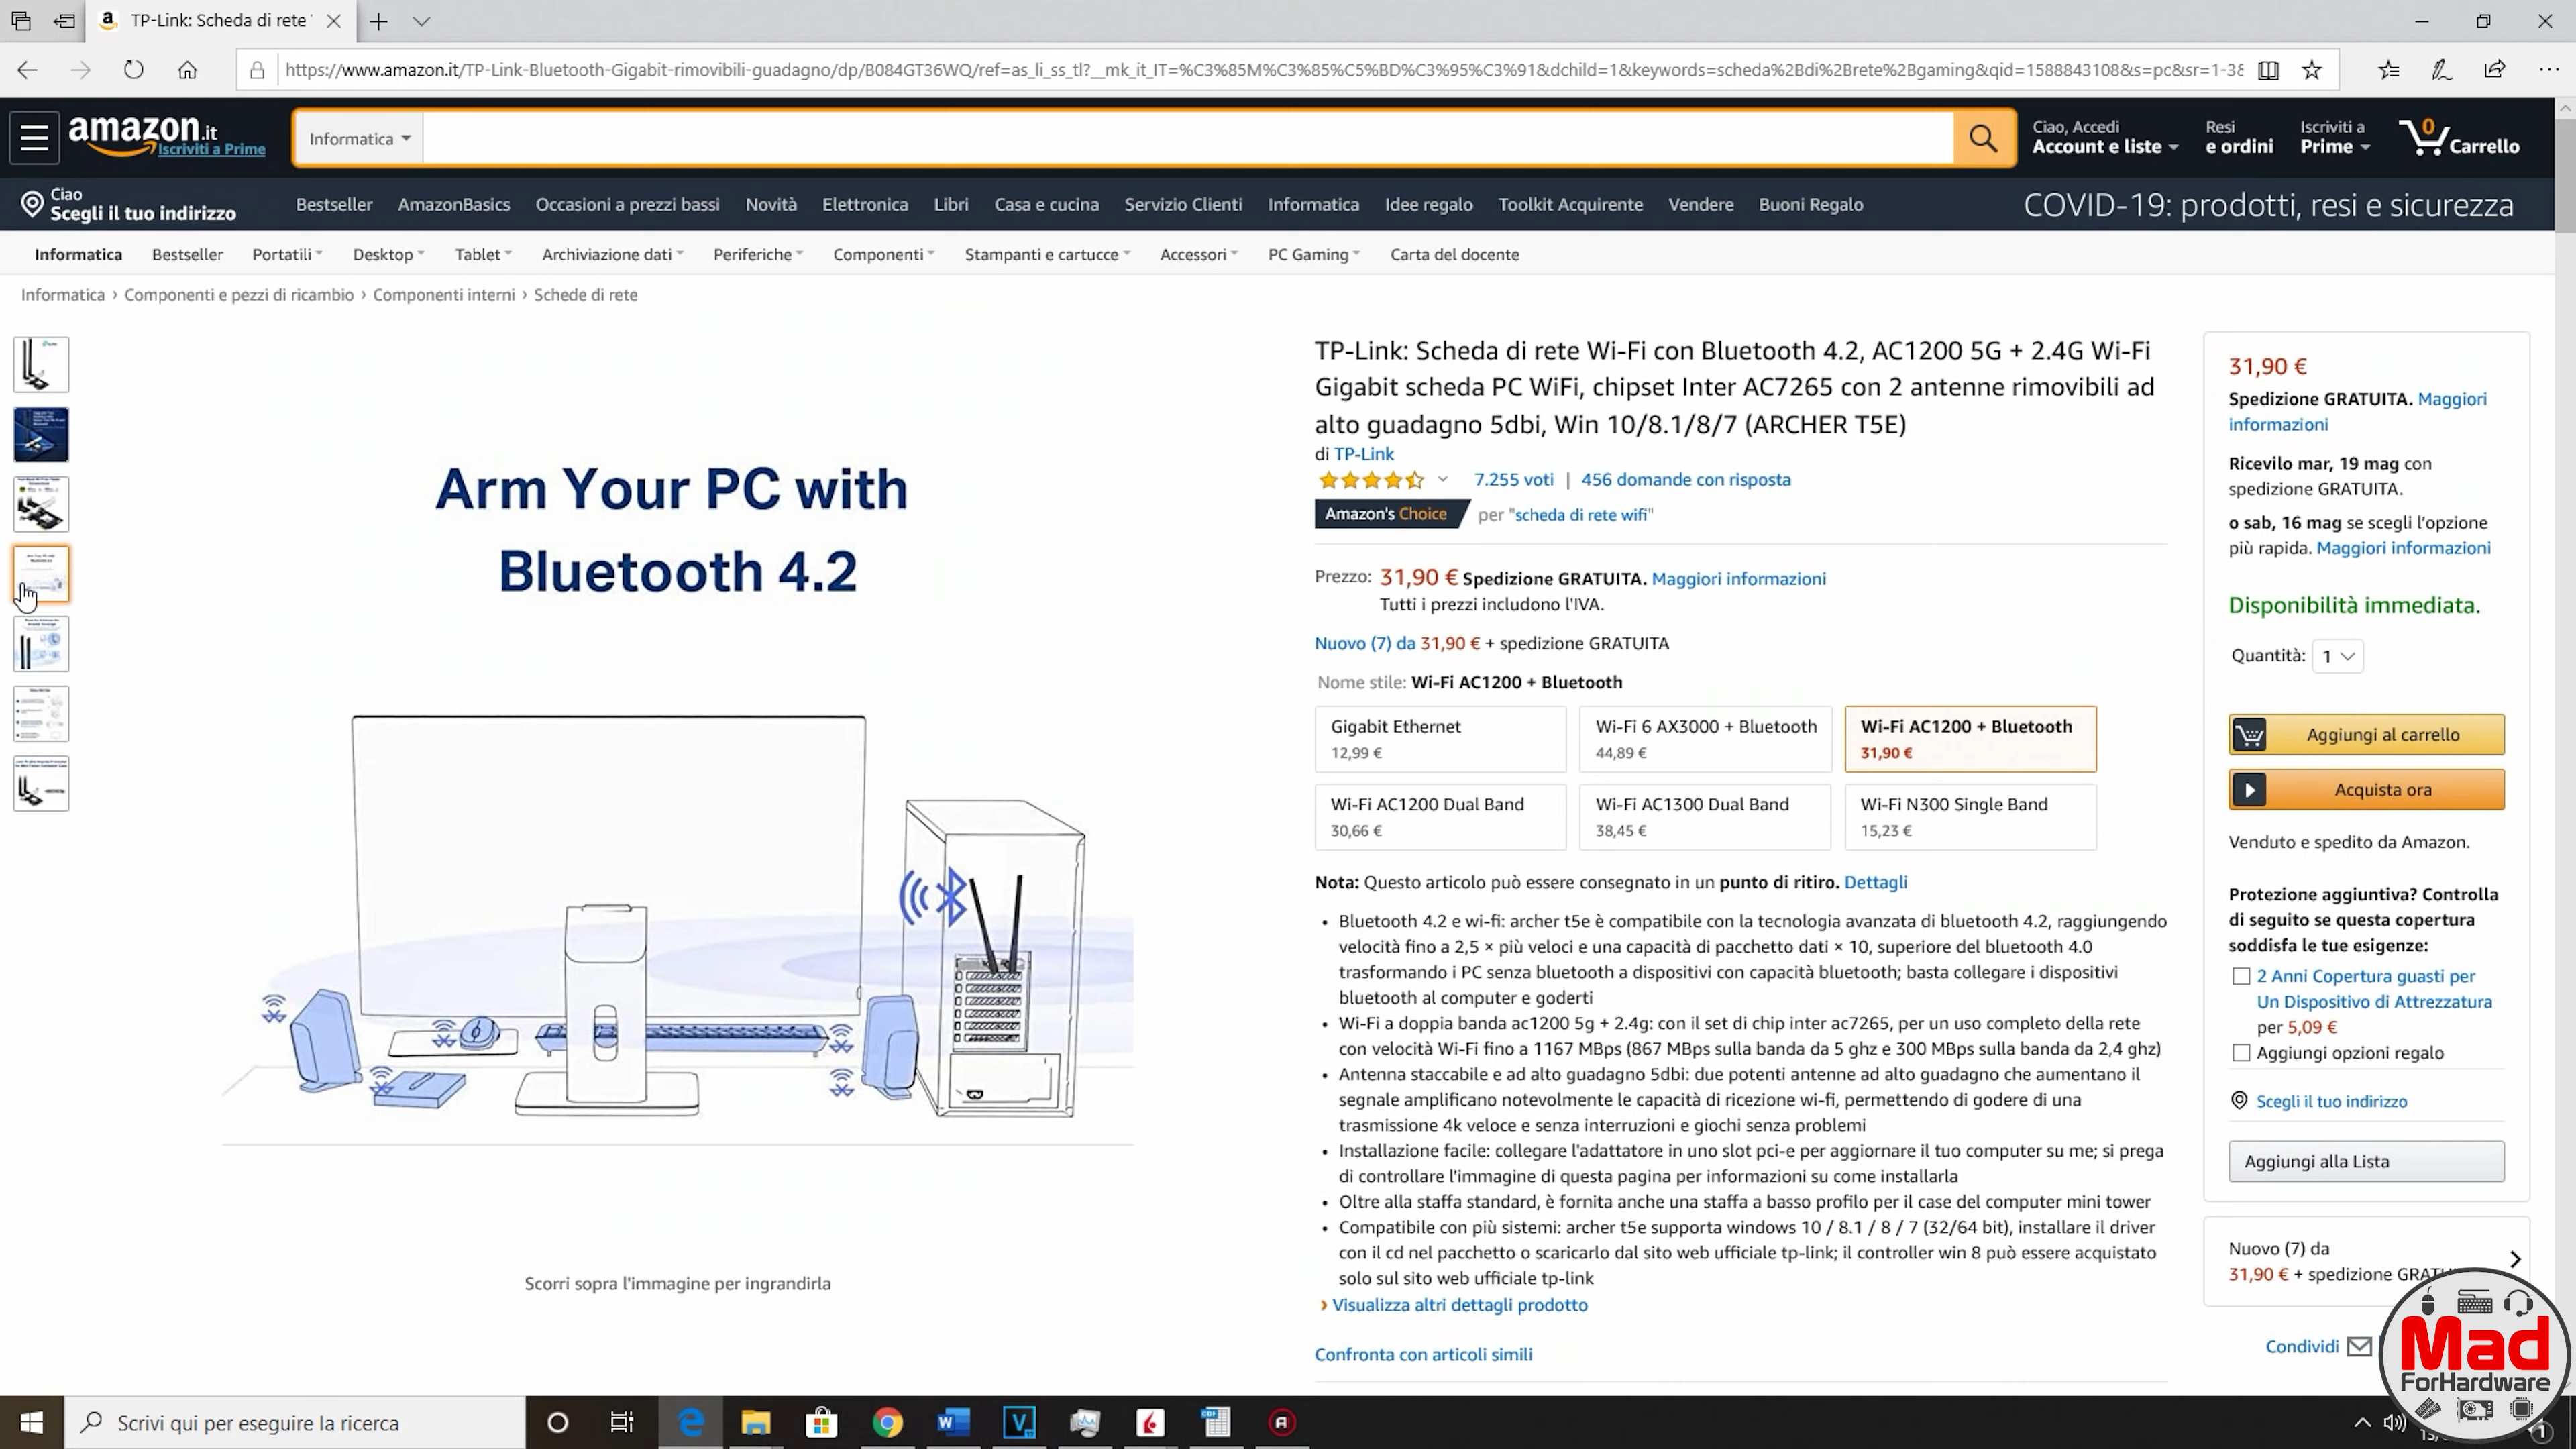 TP-Link: Scheda di rete
https://www.amazon.it/TP-Link-Bluetooth-Gigabit-rimovibili-guadagno/dp/B084GT36WQ/ref=as_li_ss_tl?__mk_it_IT=%C3%85M%C3%85%C5%BD%C3%95%C3%91&dchild=1&keywords=scheda%2Bdi%2Brete%2Bgaming&qid=1588843108&s=pc&sr=1-38
amazon.it
Iscriviti a Prime
Informatica
Ciao, Accedi
Account e liste
Resi
e ordini
Iscriviti a
Prime
0
Carrello
Ciao
Scegli il tuo indirizzo
Bestseller AmazonBasics Occasioni a prezzi bassi Novità Elettronica Libri Casa e cucina Servizio Clienti Informatica Idee regalo Toolkit Acquirente Vendere Buoni Regalo
COVID-19: prodotti, resi e sicurezza
Informatica Bestseller Portatili Desktop Tablet Archiviazione dati Periferiche Componenti Stampanti e cartucce Accessori PC Gaming Carta del docente
Informatica › Componenti e pezzi di ricambio › Componenti interni › Schede di rete
Arm Your PC with
Bluetooth 4.2
Scorri sopra l'immagine per ingrandirla
TP-Link: Scheda di rete Wi-Fi con Bluetooth 4.2, AC1200 5G + 2.4G Wi-Fi
Gigabit scheda PC WiFi, chipset Inter AC7265 con 2 antenne rimovibili ad
alto guadagno 5dbi, Win 10/8.1/8/7 (ARCHER T5E)
di TP-Link
7.255 voti | 456 domande con risposta
Amazon's Choice per "scheda di rete wifi"
Prezzo: 31,90 € Spedizione GRATUITA. Maggiori informazioni
Tutti i prezzi includono l'IVA.
Nuovo (7) da 31,90 € + spedizione GRATUITA
Nome stile: Wi-Fi AC1200 + Bluetooth
Gigabit Ethernet
12,99 €
Wi-Fi 6 AX3000 + Bluetooth
44,89 €
Wi-Fi AC1200 + Bluetooth
31,90 €
Wi-Fi AC1200 Dual Band
30,66 €
Wi-Fi AC1300 Dual Band
38,45 €
Wi-Fi N300 Single Band
15,23 €
Nota: Questo articolo può essere consegnato in un punto di ritiro. Dettagli
• Bluetooth 4.2 e wi-fi: archer t5e è compatibile con la tecnologia avanzata di bluetooth 4.2, raggiungendo
velocità fino a 2,5 × più veloci e una capacità di pacchetto dati × 10, superiore del bluetooth 4.0
trasformando i PC senza bluetooth a dispositivi con capacità bluetooth; basta collegare i dispositivi
bluetooth al computer e goderti
• Wi-Fi a doppia banda ac1200 5g + 2.4g: con il set di chip inter ac7265, per un uso completo della rete
con velocità Wi-Fi fino a 1167 MBps (867 MBps sulla banda da 5 ghz e 300 MBps sulla banda da 2,4 ghz)
• Antenna staccabile e ad alto guadagno 5dbi: due potenti antenne ad alto guadagno che aumentano il
segnale amplificano notevolmente le capacità di ricezione wi-fi, permettendo di godere di una
trasmissione 4k veloce e senza interruzioni e giochi senza problemi
• Installazione facile: collegare l'adattatore in uno slot pci-e per aggiornare il tuo computer su me; si prega
di controllare l'immagine di questa pagina per informazioni su come installarla
• Oltre alla staffa standard, è fornita anche una staffa a basso profilo per il case del computer mini tower
• Compatibile con più sistemi: archer t5e supporta windows 10 / 8.1 / 8 / 7 (32/64 bit), installare il driver
con il cd nel pacchetto o scaricarlo dal sito web ufficiale tp-link; il controller win 8 può essere acquistato
solo sul sito web ufficiale tp-link
› Visualizza altri dettagli prodotto
Confronta con articoli simili
31,90 €
Spedizione GRATUITA. Maggiori
informazioni
Ricevilo mar, 19 mag con
spedizione GRATUITA.
o sab, 16 mag se scegli l'opzione
più rapida. Maggiori informazioni
Disponibilità immediata.
Quantità: 1
Aggiungi al carrello
Acquista ora
Venduto e spedito da Amazon.
Protezione aggiuntiva? Controlla
di seguito se questa copertura
soddisfa le tue esigenze:
2 Anni Copertura guasti per
Un Dispositivo di Attrezzatura
per 5,09 €
Aggiungi opzioni regalo
Scegli il tuo indirizzo
Aggiungi alla Lista
Nuovo (7) da
31,90 € + spedizione
Condividi
Mad
ForHardware
Scrivi qui per eseguire la ricerca